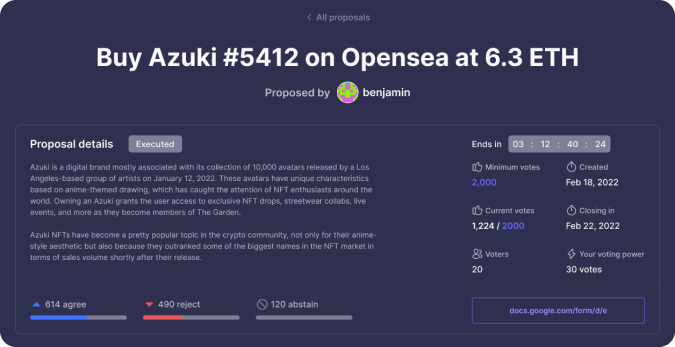 All proposals
Buy Azuki #5412 on Opensea at 6.3 ETH
Proposed by benjamin
Proposal details Executed
Azuki is a digital brand mostly associated with its collection of 10,000 avatars released by a Los
Angeles-based group of artists on January 12, 2022. These avatars have unique characteristics
based on anime-themed drawing, which has caught the attention of NFT enthusiasts around the
world. Owning an Azuki grants the user access to exclusive NFT drops, streetwear collabs, live
events, and more as they become members of The Garden.
Azuki NFTs have become a pretty popular topic in the crypto community, not only for their anime-
style aesthetic but also because they outranked some of the biggest names in the NFT market in
terms of sales volume shortly after their release.
Ends in 03 : 12 : 40 : 24
Minimum votes
2,000
Created
Feb 18, 2022
Current votes
1,224 / 2000
Closing in
Feb 22, 2022
Voters
20
Your voting power
30 votes
614 agree
490 reject
120 abstain
docs.google.com/form/d/e